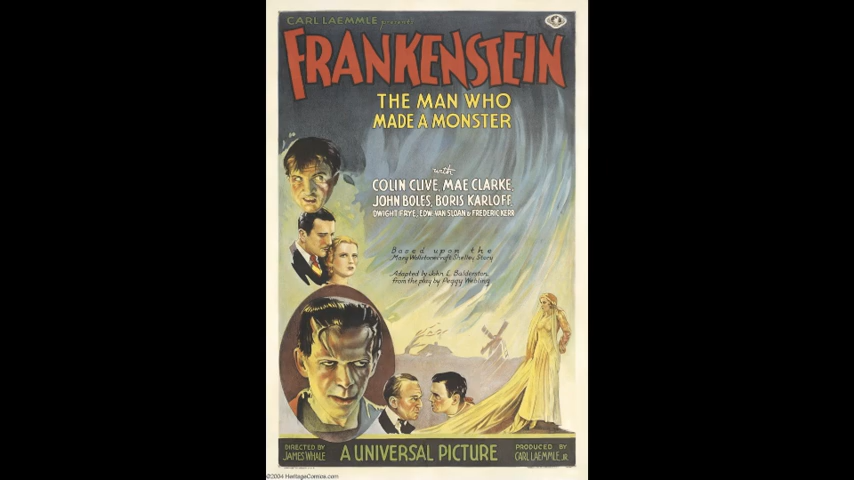 CARL LAEMMLE presents
FRANKENSTEIN
THE MAN WHO
MADE A MONSTER
with
COLIN CLIVE, MAE CLARKE,
JOHN BOLES, BORIS KARLOFF,
DWIGHT FRYE, EDW. VAN SLOAN & FREDERIC KERR
Based upon the
Mary Wollstonecraft Shelley Story
Adapted by John L. Balderston
from the play by Peggy Webling
DIRECTED BY
JAMES WHALE
A UNIVERSAL PICTURE
PRODUCED BY
CARL LAEMMLE, JR.
©2004 HeritageComics.com